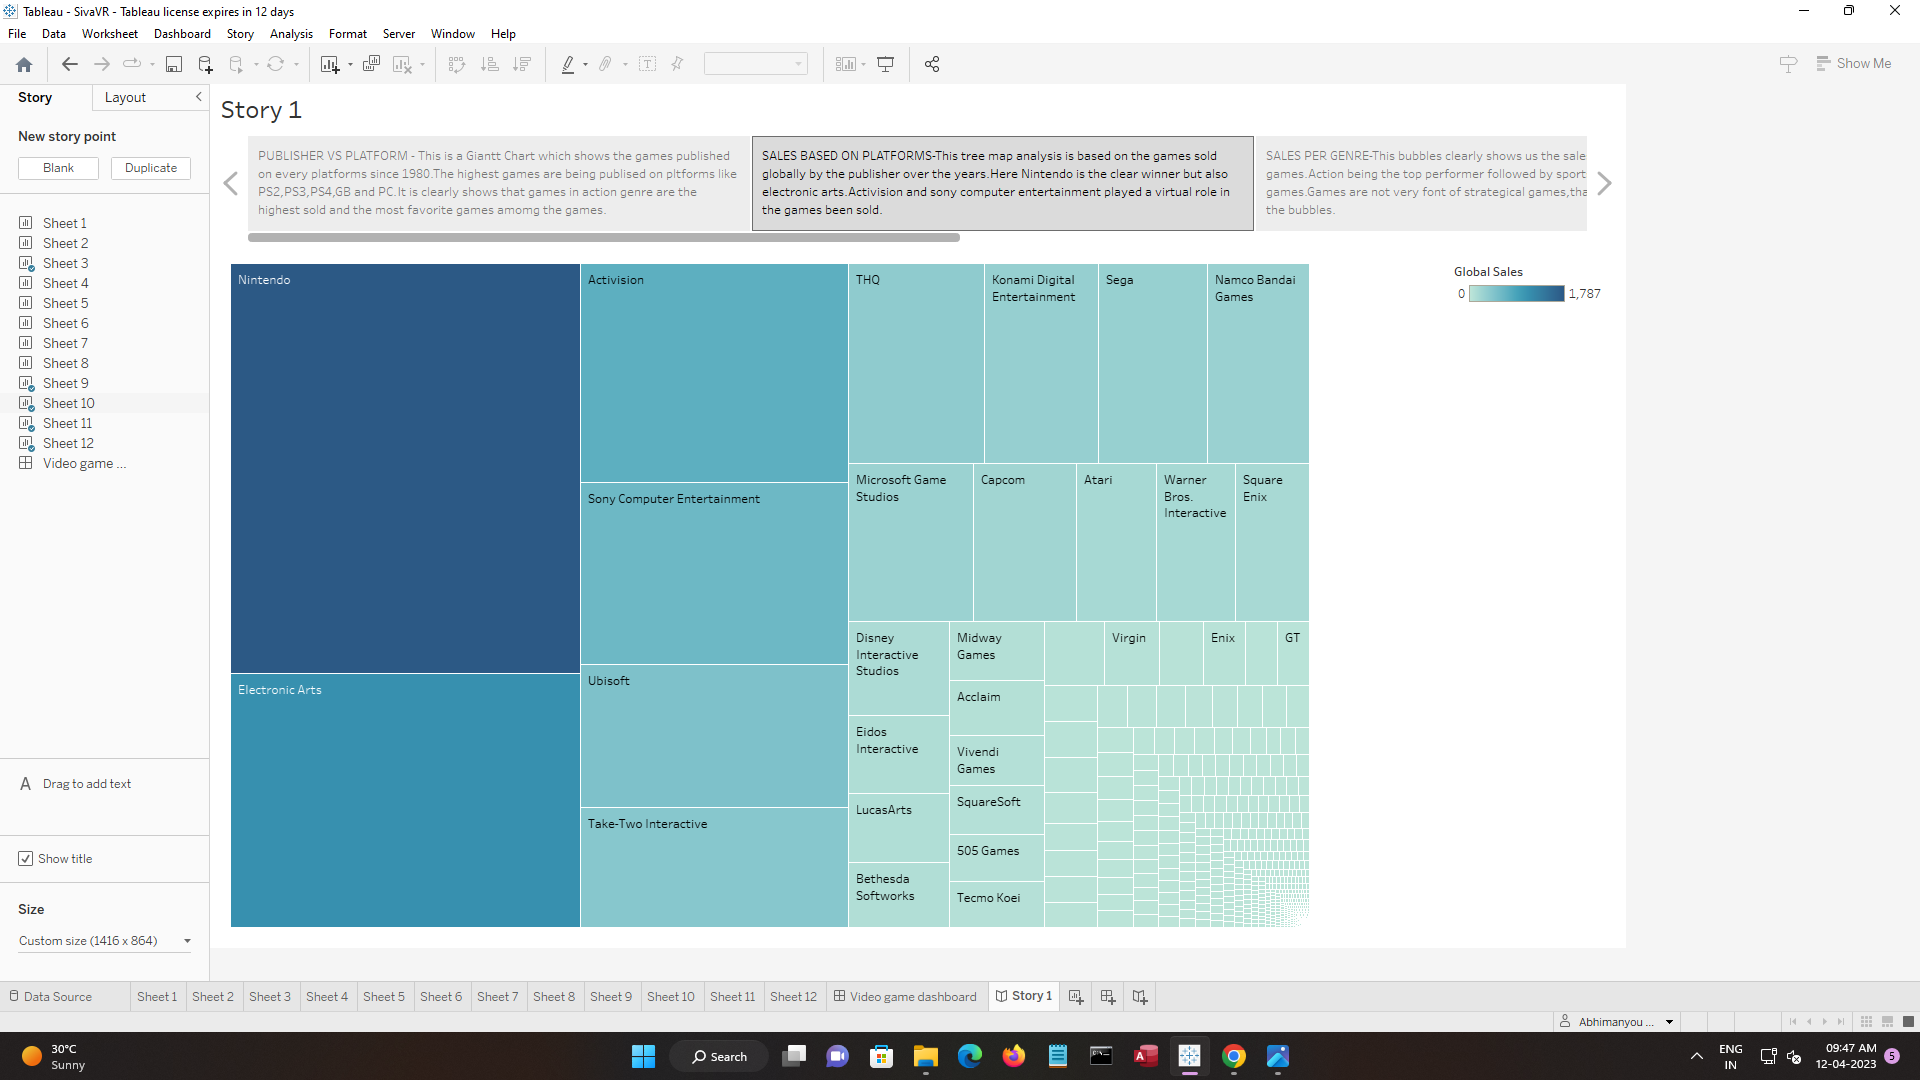 Tableau - SivaVR - Tableau license expires in 12 days
File Data Worksheet Dashboard Story Analysis Format Server Window Help
Show Me
Story Layout
New story point
Blank Duplicate
Sheet 1
Sheet 2
Sheet 3
Sheet 4
Sheet 5
Sheet 6
Sheet 7
Sheet 8
Sheet 9
Sheet 10
Sheet 11
Sheet 12
Video game ...
A Drag to add text
Show title
Size
Custom size (1416 x 864)
Story 1
PUBLISHER VS PLATFORM - This is a Giantt Chart which shows the games published
on every platforms since 1980.The highest games are being publised on pltforms like
PS2,PS3,PS4,GB and PC.It is clearly shows that games in action genre are the
highest sold and the most favorite games amomg the games.
SALES BASED ON PLATFORMS-This tree map analysis is based on the games sold
globally by the publisher over the years.Here Nintendo is the clear winner but also
electronic arts.Activision and sony computer entertainment played a virtual role in
the games been sold.
SALES PER GENRE-This bubbles clearly shows us the sale
games.Action being the top performer followed by sport
games.Games are not very font of strategical games,tha
the bubbles.
Nintendo
Electronic Arts
Activision
Sony Computer Entertainment
Ubisoft
Take-Two Interactive
THQ
Konami Digital
Entertainment
Sega
Namco Bandai
Games
Microsoft Game
Studios
Capcom
Atari
Warner
Bros.
Interactive
Square
Enix
Disney
Interactive
Studios
Eidos
Interactive
LucasArts
Bethesda
Softworks
Midway
Games
Acclaim
Vivendi
Games
SquareSoft
505 Games
Tecmo Koei
Virgin
Enix
GT
Global Sales
0 1,787
Data Source Sheet 1 Sheet 2 Sheet 3 Sheet 4 Sheet 5 Sheet 6 Sheet 7 Sheet 8 Sheet 9 Sheet 10 Sheet 11 Sheet 12 Video game dashboard Story 1
Abhimanyou ...
30°C
Sunny
Search
ENG
IN
09:47 AM
12-04-2023
5